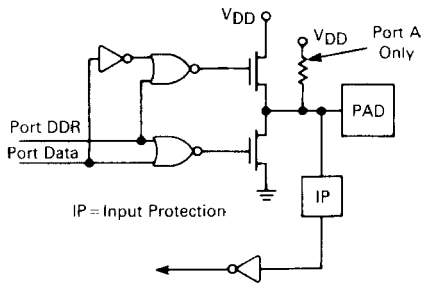 VDD
VDD
Port A
Only
PAD
Port DDR
Port Data
IP
IP = Input Protection